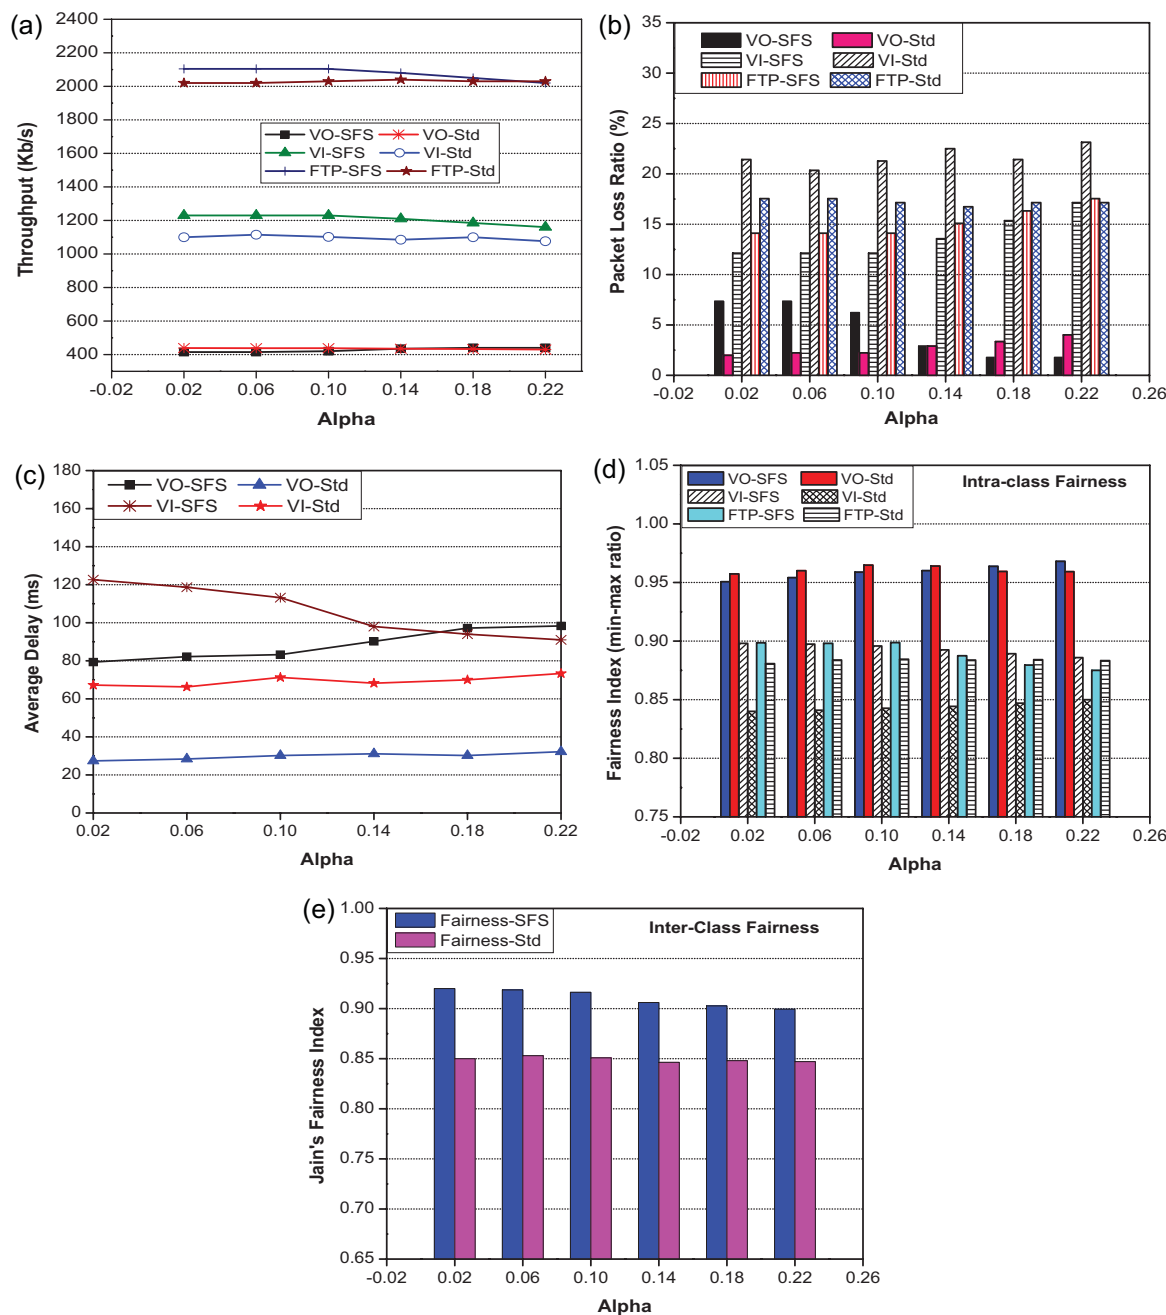 (a)
2400
2200
2000
1800
1600
1400
1200
1000
800
600
400
Throughput (Kb/s)
VO-SFS VO-Std
VI-SFS VI-Std
FTP-SFS FTP-Std
-0.02 0.02 0.06 0.10 0.14 0.18 0.22
Alpha
(b)
35
30
25
20
15
10
5
0
Packet Loss Ratio (%)
VO-SFS VO-Std
VI-SFS VI-Std
FTP-SFS FTP-Std
-0.02 0.02 0.06 0.10 0.14 0.18 0.22 0.26
Alpha
(c)
180
160
140
120
100
80
60
40
20
0
Average Delay (ms)
VO-SFS VO-Std
VI-SFS VI-Std
0.02 0.06 0.10 0.14 0.18 0.22
Alpha
(d)
1.05
1.00
0.95
0.90
0.85
0.80
0.75
Fairness Index (min-max ratio)
VO-SFS VO-Std
VI-SFS VI-Std
FTP-SFS FTP-Std
Intra-class Fairness
-0.02 0.02 0.06 0.10 0.14 0.18 0.22 0.26
Alpha
(e)
1.00
0.95
0.90
0.85
0.80
0.75
0.70
0.65
Jain's Fairness Index
Fairness-SFS
Fairness-Std
Inter-Class Fairness
-0.02 0.02 0.06 0.10 0.14 0.18 0.22 0.26
Alpha